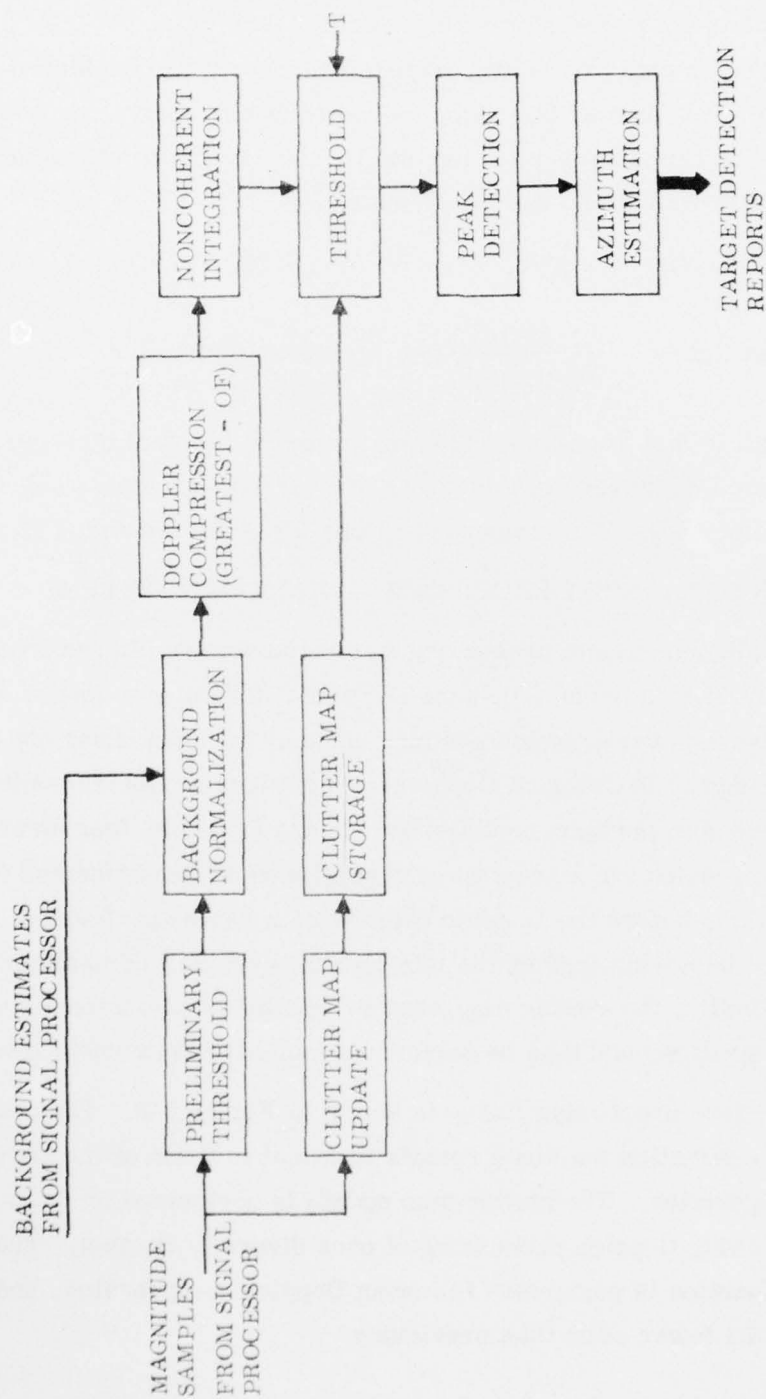 BACKGROUND ESTIMATES
FROM SIGNAL PROCESSOR
MAGNITUDE
SAMPLES
FROM SIGNAL
PROCESSOR
PRELIMINARY
THRESHOLD
BACKGROUND
NORMALIZATION
DOPPLER
COMPRESSION
(GREATEST - OF)
NONCOHERENT
INTEGRATION
CLUTTER MAP
UPDATE
CLUTTER MAP
STORAGE
THRESHOLD
T
PEAK
DETECTION
AZIMUTH
ESTIMATION
TARGET DETECTION
REPORTS